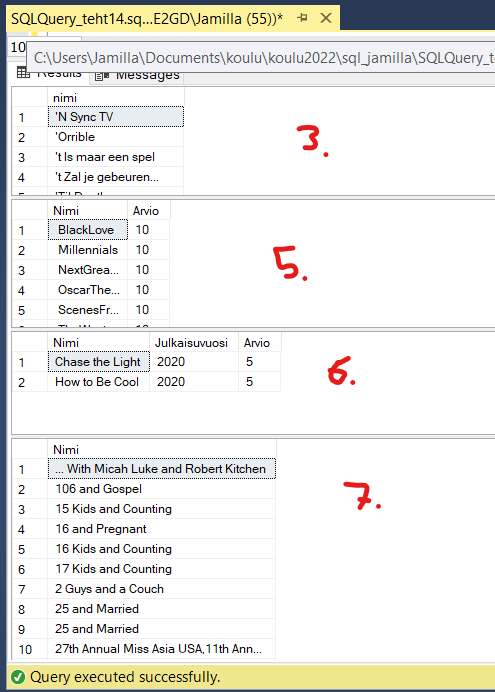 SQLQuery_teht14.sq...E2GD\Jamilla (55))*
10
C:\Users\Jamilla\Documents\koulu\koulu2022\sql_jamilla\SQLQuery_te
Results Messages
nimi
1 'N Sync TV
2 'Orrible
3 't Is maar een spel
4 't Zal je gebeuren...
3.
Nimi Arvio
1 BlackLove 10
2 Millennials 10
3 NextGrea... 10
4 OscarThe... 10
5 ScenesFr... 10
5.
Nimi Julkaisuvuosi Arvio
1 Chase the Light 2020 5
2 How to Be Cool 2020 5
6.
Nimi
1 ... With Micah Luke and Robert Kitchen
2 106 and Gospel
3 15 Kids and Counting
4 16 and Pregnant
5 16 Kids and Counting
6 17 Kids and Counting
7 2 Guys and a Couch
8 25 and Married
9 25 and Married
10 27th Annual Miss Asia USA,11th Ann...
7.
Query executed successfully.